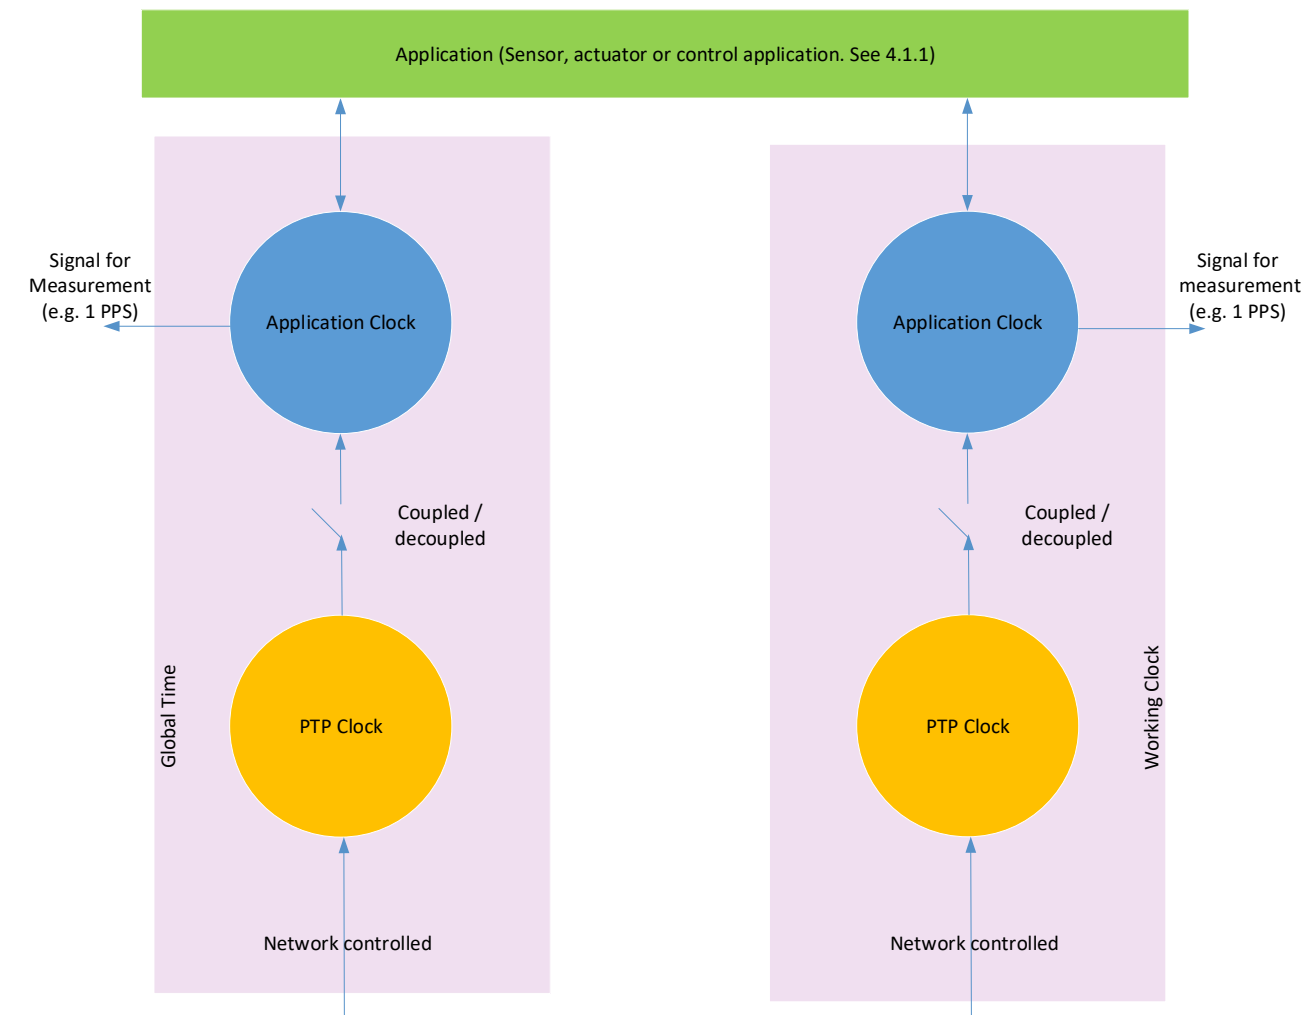 Application (Sensor, actuator or control application. See 4.1.1)
Signal for
Measurement
(e.g. 1 PPS)
Application Clock
Coupled /
decoupled
Global Time
PTP Clock
Network controlled
Application Clock
Signal for
measurement
(e.g. 1 PPS)
Coupled /
decoupled
PTP Clock
Working Clock
Network controlled